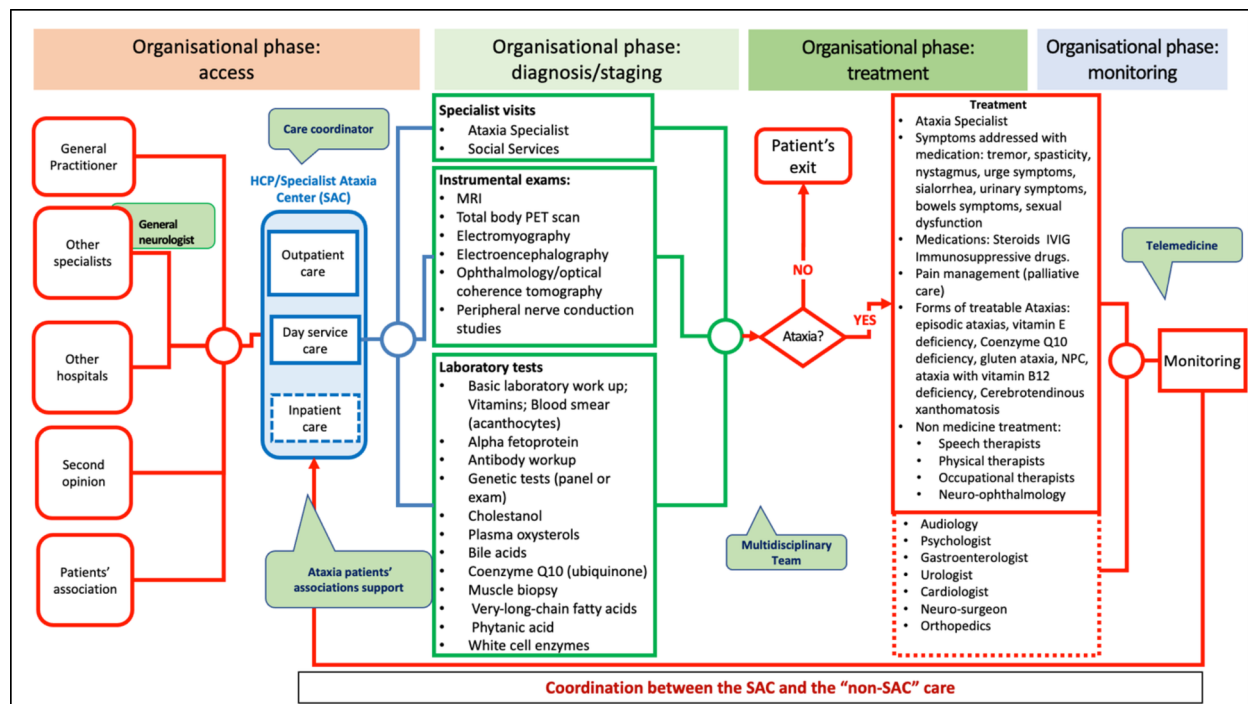 Organisational phase:
access
Organisational phase:
diagnosis/staging
Organisational phase:
treatment
Organisational phase:
monitoring
General
Practitioner
Other
specialists
General
neurologist
Other
hospitals
Second
opinion
Patients'
association
Care coordinator
HCP/Specialist Ataxia
Center (SAC)
Outpatient
care
Day service
care
Inpatient
care
Ataxia patients'
associations support
Specialist visits
• Ataxia Specialist
• Social Services
Instrumental exams:
• MRI
• Total body PET scan
• Electromyography
• Electroencephalography
• Ophthalmology/optical
coherence tomography
• Peripheral nerve conduction
studies
Laboratory tests
• Basic laboratory work up;
Vitamins; Blood smear
(acanthocytes)
• Alpha fetoprotein
• Antibody workup
• Genetic tests (panel or
exam)
• Cholestanol
• Plasma oxysterols
• Bile acids
• Coenzyme Q10 (ubiquinone)
• Muscle biopsy
• Very-long-chain fatty acids
• Phytanic acid
• White cell enzymes
Multidisciplinary
Team
Patient's
exit
NO
Ataxia?
YES
Treatment
• Ataxia Specialist
• Symptoms addressed with
medication: tremor, spasticity,
nystagmus, urge symptoms,
sialorrhea, urinary symptoms,
bowels symptoms, sexual
dysfunction
• Medications: Steroids IVIG
Immunosuppressive drugs.
• Pain management (palliative
care)
• Forms of treatable Ataxias:
episodic ataxias, vitamin E
deficiency, Coenzyme Q10
deficiency, gluten ataxia, NPC,
ataxia with vitamin B12
deficiency, Cerebrotendinous
xanthomatosis
• Non medicine treatment:
• Speech therapists
• Physical therapists
• Occupational therapists
• Neuro-ophthalmology
• Audiology
• Psychologist
• Gastroenterologist
• Urologist
• Cardiologist
• Neuro-surgeon
• Orthopedics
Telemedicine
Monitoring
Coordination between the SAC and the “non-SAC” care